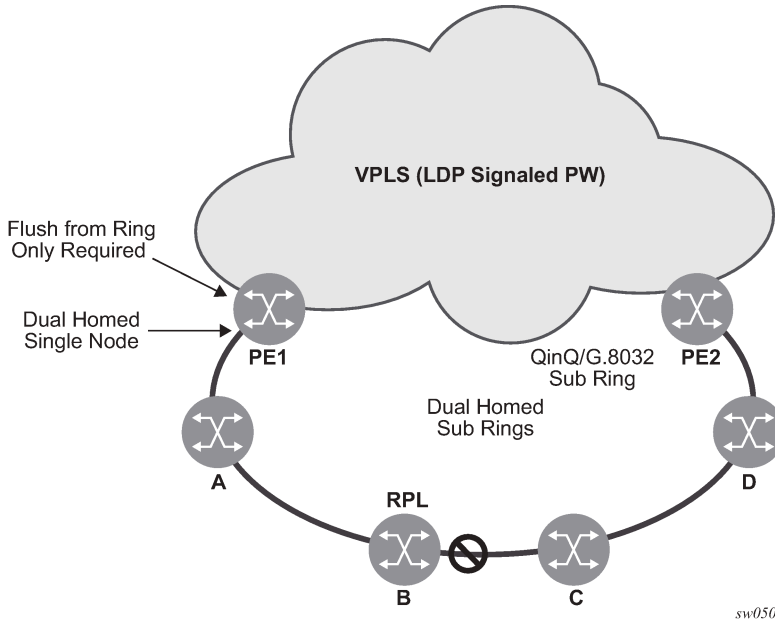 VPLS (LDP Signaled PW)
Flush from Ring
Only Required
Dual Homed
Single Node
PE1
QinQ/G.8032
Sub Ring
PE2
Dual Homed
Sub Rings
A
D
RPL
B
C
sw050